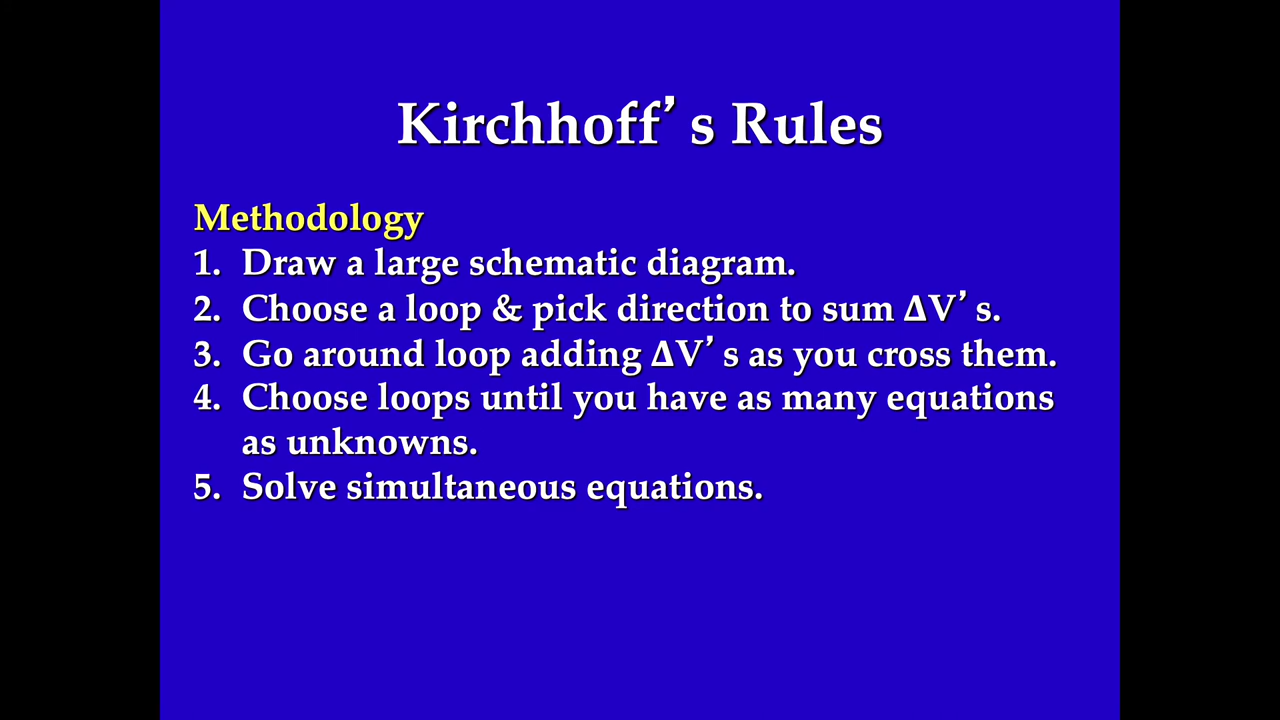 Kirchhoff’s Rules
Methodology
1. Draw a large schematic diagram.
2. Choose a loop & pick direction to sum ΔV’s.
3. Go around loop adding ΔV’s as you cross them.
4. Choose loops until you have as many equations
as unknowns.
5. Solve simultaneous equations.